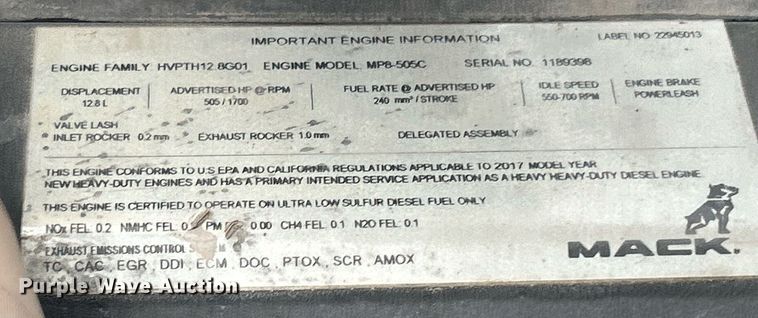 IMPORTANT ENGINE INFORMATION LABEL NO. 22945013
ENGINE FAMILY HVPTH12.8G01 ENGINE MODEL MP8-505C SERIAL NO. 1189398
DISPLACEMENT ADVERTISED HP @ RPM FUEL RATE @ ADVERTISED HP IDLE SPEED ENGINE BRAKE
12.8 L 505 / 1700 240 mm³ / STROKE 550-700 RPM POWERLEASH
VALVE LASH
INLET ROCKER 0.2 mm EXHAUST ROCKER 1.0 mm DELEGATED ASSEMBLY
THIS ENGINE CONFORMS TO U.S EPA AND CALIFORNIA REGULATIONS APPLICABLE TO 2017 MODEL YEAR
NEW HEAVY-DUTY ENGINES AND HAS A PRIMARY INTENDED SERVICE APPLICATION AS A HEAVY HEAVY-DUTY DIESEL ENGINE
THIS ENGINE IS CERTIFIED TO OPERATE ON ULTRA LOW SULFUR DIESEL FUEL ONLY
NOx FEL: 0.2 NMHC FEL: PM 0.00 CH4 FEL: 0.1 N2O FEL: 0.1
EXHAUST EMISSIONS CONTROL
TC, CAC, EGR, DDI, ECM, DOC, PTOX, SCR, AMOX
MACK.
Purple Wave Auction